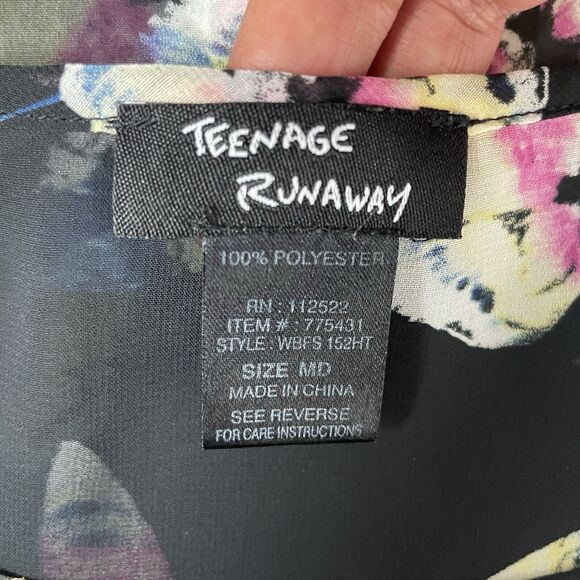 TEENAGE
RUNAWAY
100% POLYESTER
RN : 112522
ITEM # : 775431
STYLE : WBFS 152HT
SIZE MD
MADE IN CHINA
SEE REVERSE
FOR CARE INSTRUCTIONS